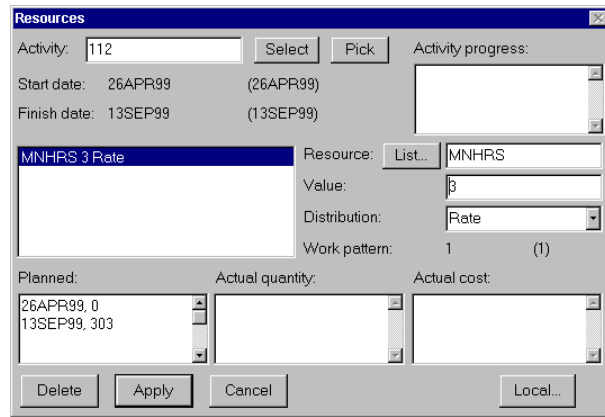 Resources
Activity: 112 Select Pick Activity progress:
Start date: 26APR99 (26APR99)
Finish date: 13SEP99 (13SEP99)
MNHRS 3 Rate
Resource: List... MNHRS
Value: 3
Distribution: Rate
Work pattern: 1 (1)
Planned: Actual quantity: Actual cost:
26APR99, 0
13SEP99, 303
Delete Apply Cancel Local...